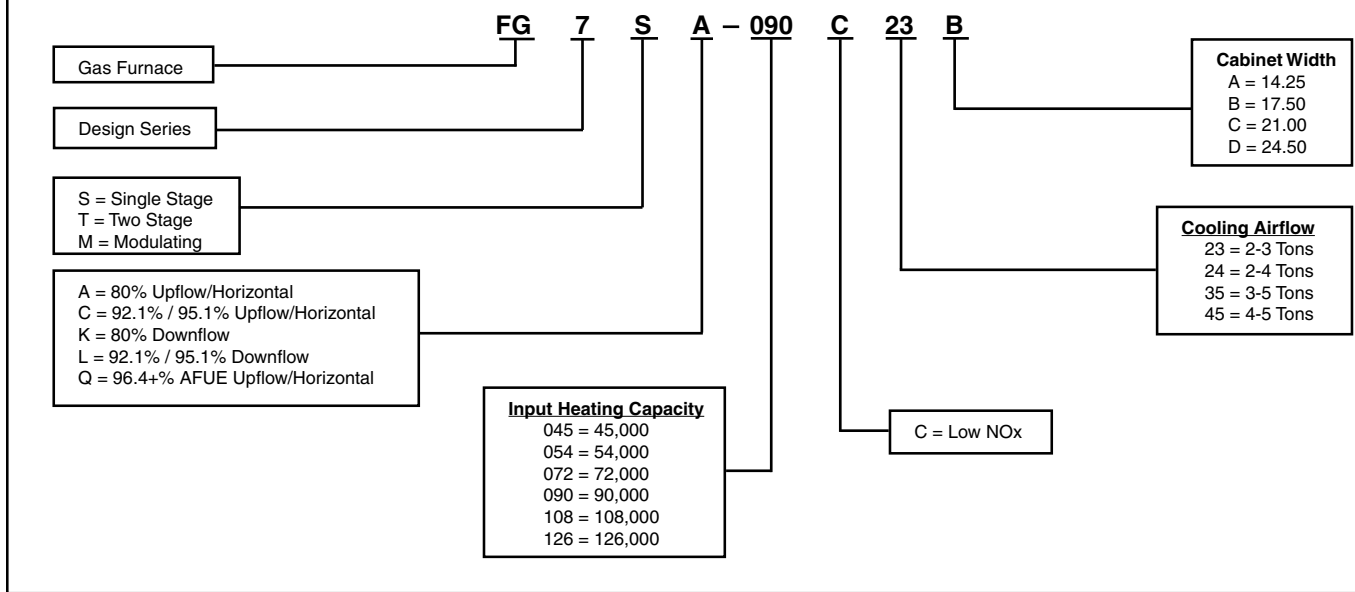 FG 7 S A – 090 C 23 B
Gas Furnace
Design Series
S = Single Stage
T = Two Stage
M = Modulating
A = 80% Upflow/Horizontal
C = 92.1% / 95.1% Upflow/Horizontal
K = 80% Downflow
L = 92.1% / 95.1% Downflow
Q = 96.4+% AFUE Upflow/Horizontal
Input Heating Capacity
045 = 45,000
054 = 54,000
072 = 72,000
090 = 90,000
108 = 108,000
126 = 126,000
C = Low NOx
Cooling Airflow
23 = 2-3 Tons
24 = 2-4 Tons
35 = 3-5 Tons
45 = 4-5 Tons
Cabinet Width
A = 14.25
B = 17.50
C = 21.00
D = 24.50